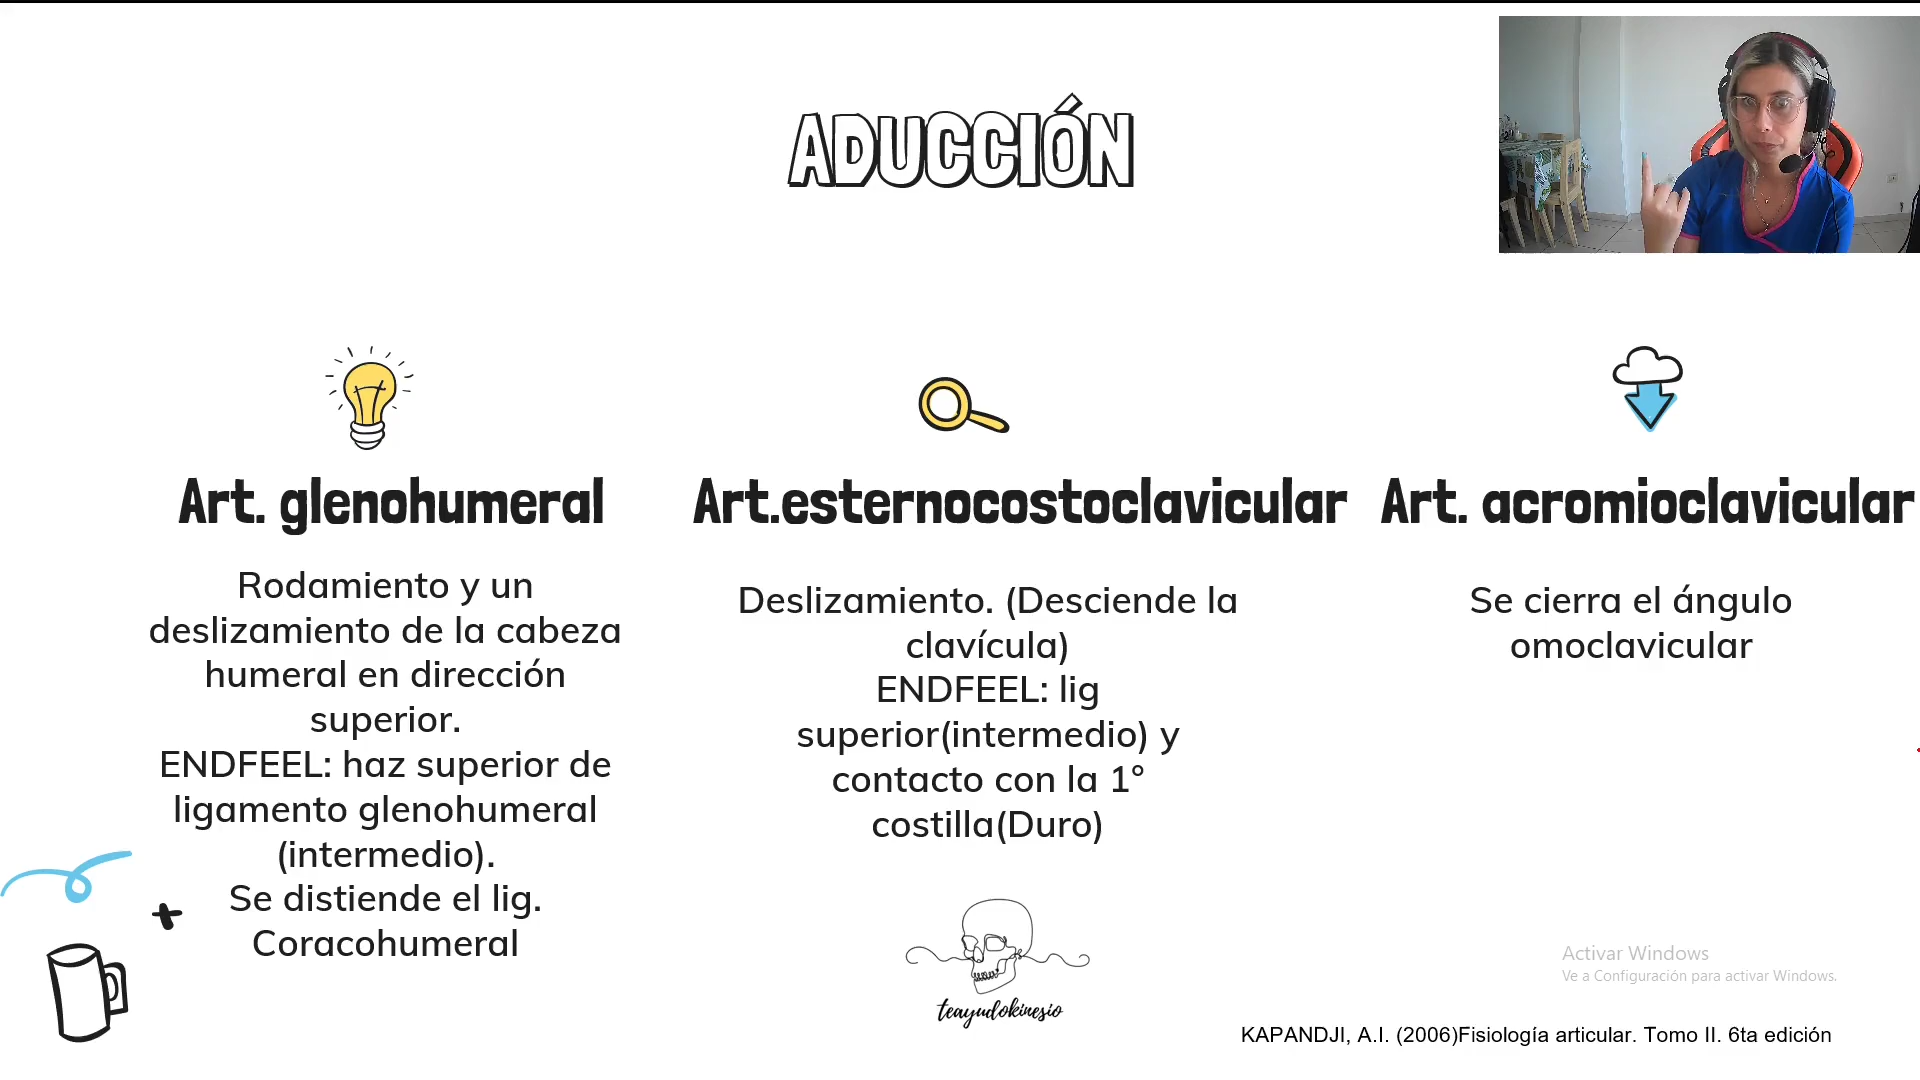 ADUCCIÓN
Art. glenohumeral
Rodamiento y un
deslizamiento de la cabeza
humeral en dirección
superior.
ENDFEEL: haz superior de
ligamento glenohumeral
(intermedio).
Se distiende el lig.
Coracohumeral
Art.esternocostoclavicular
Deslizamiento. (Desciende la
clavícula)
ENDFEEL: lig
superior(intermedio) y
contacto con la 1°
costilla(Duro)
Art. acromioclavicular
Se cierra el ángulo
omoclavicular
teayudokinesio
Activar Windows
Ve a Configuración para activar Windows.
KAPANDJI, A.I. (2006)Fisiología articular. Tomo II. 6ta edición